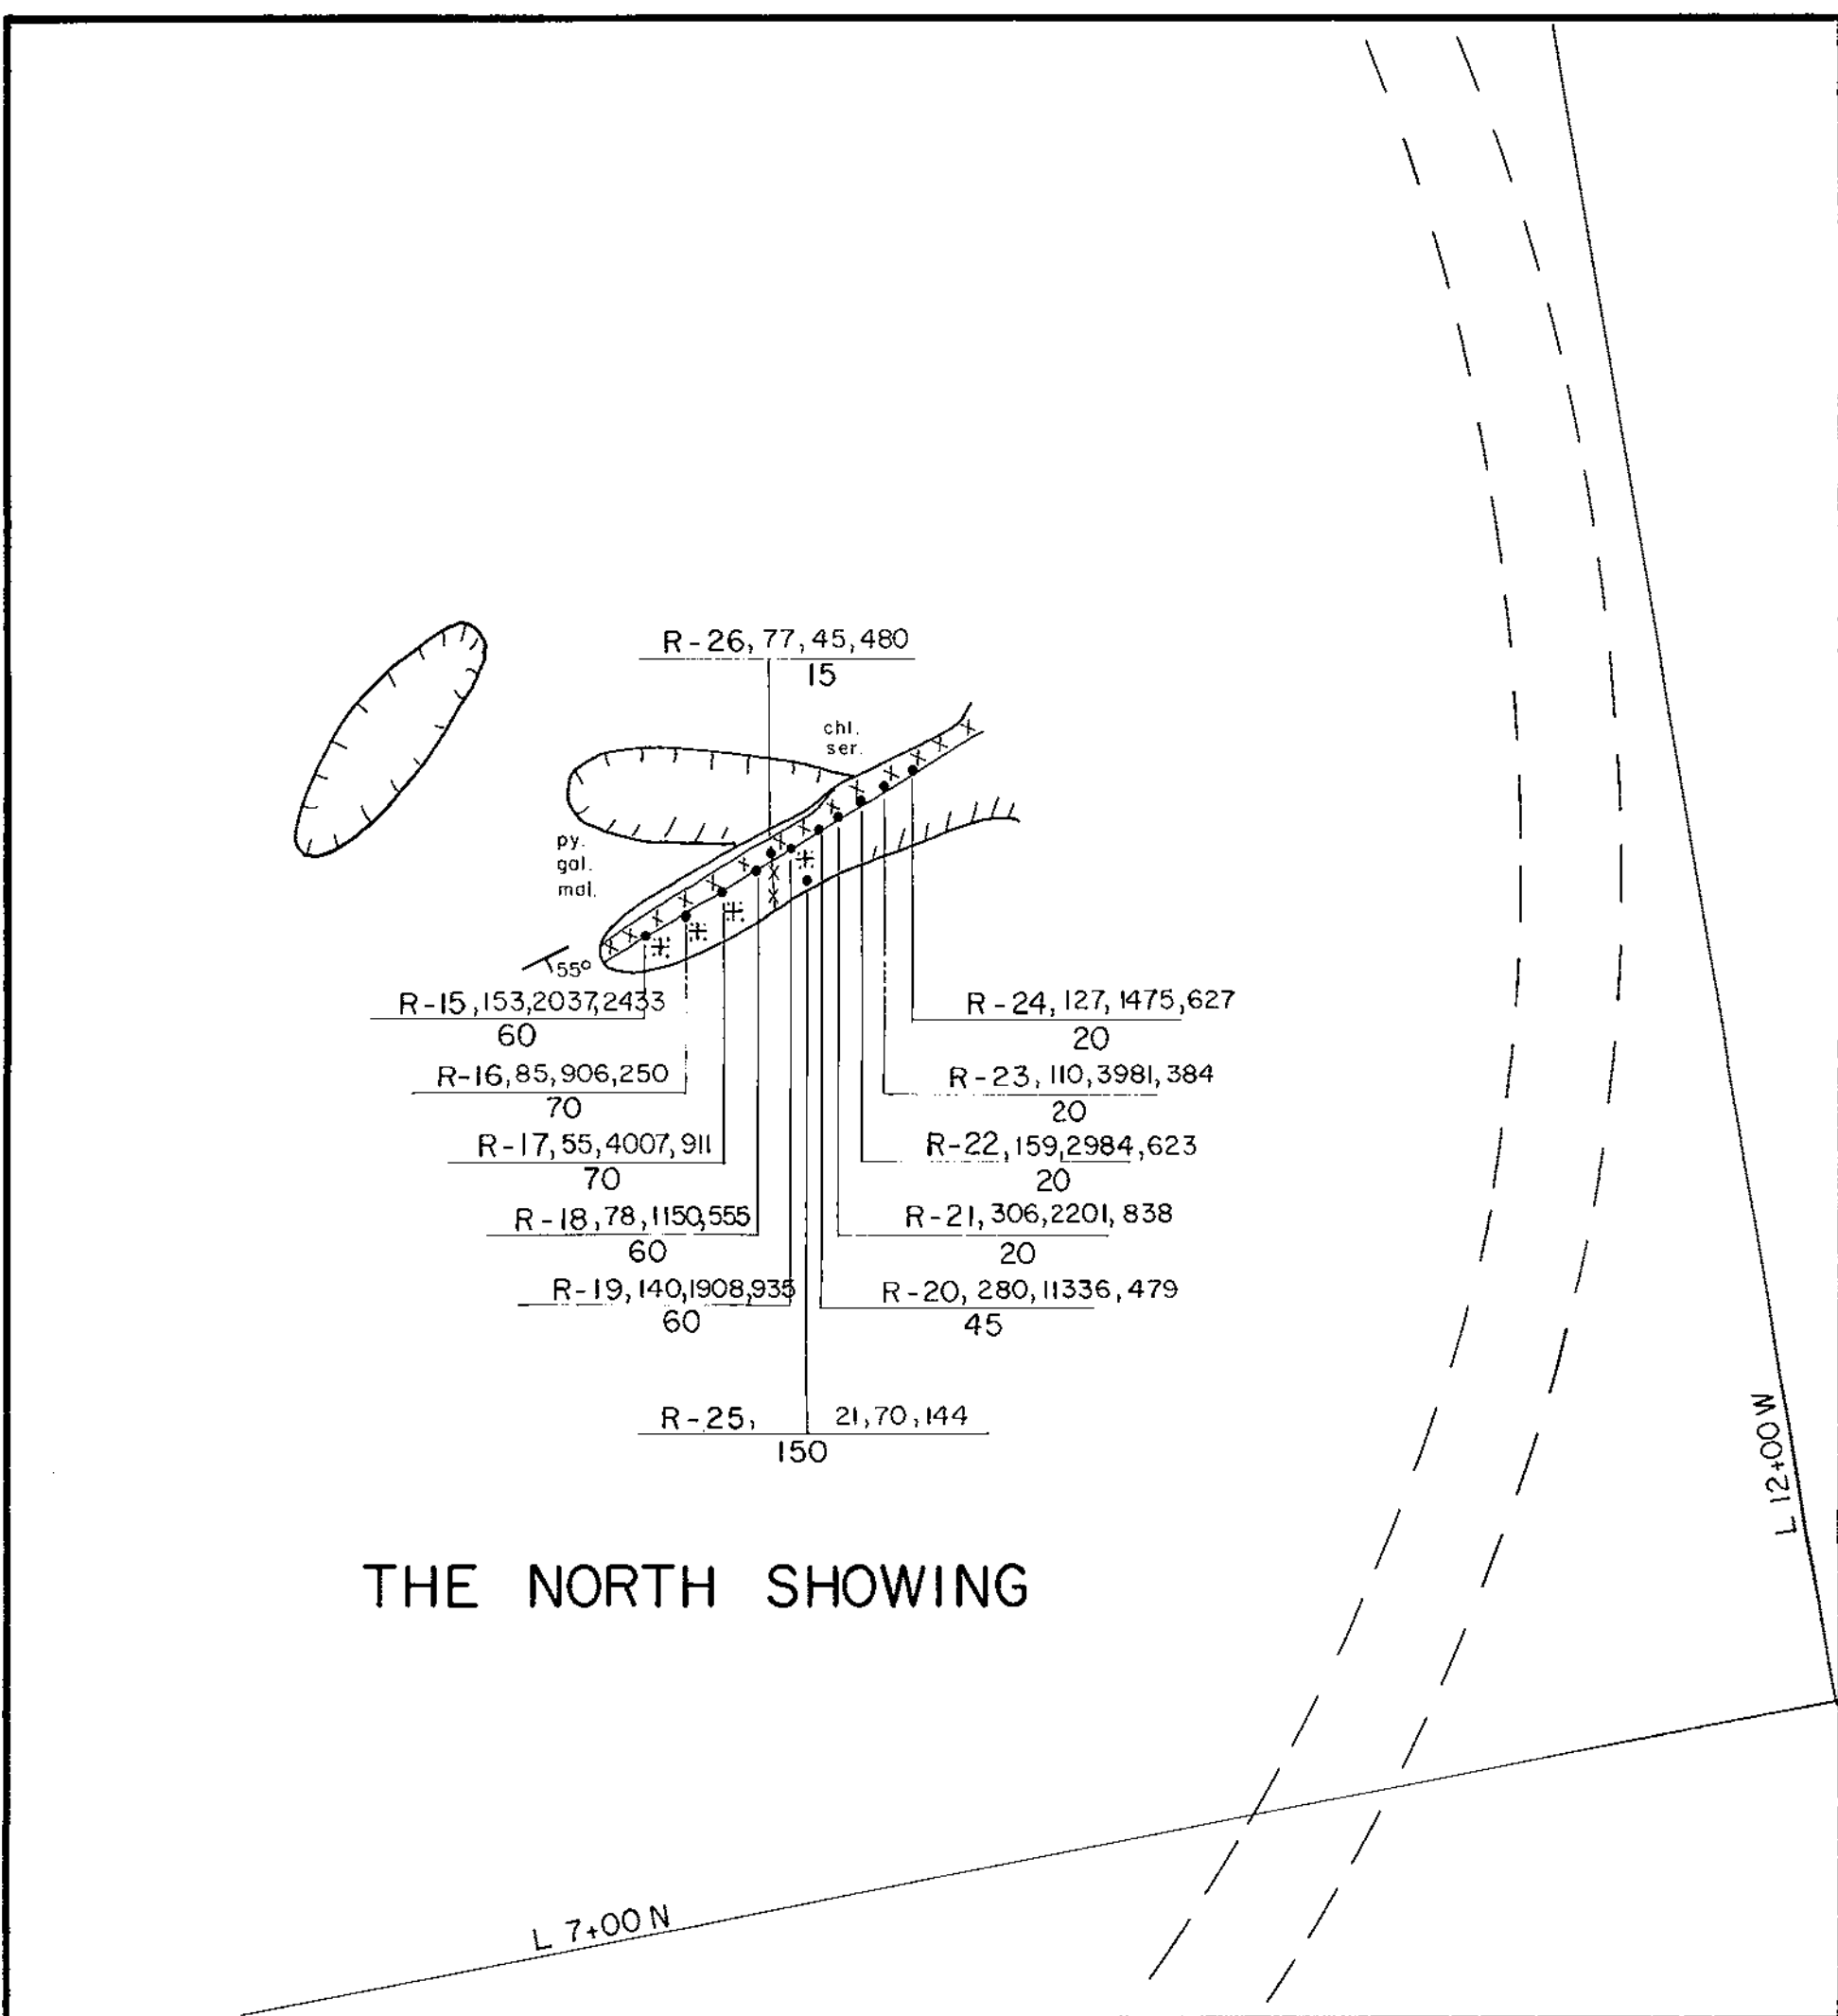 R-26, 77, 45, 480
15
chl.
ser.
py.
gal.
mal.
55°
R-15, 153, 2037, 2433
60
R-24, 127, 1475, 627
20
R-16, 85, 906, 250
70
R-23, 110, 3981, 384
20
R-17, 55, 4007, 911
70
R-22, 159, 2984, 623
20
R-18, 78, 1150, 555
60
R-21, 306, 2201, 838
20
R-19, 140, 1908, 935
60
R-20, 280, 11336, 479
45
R-25, 21, 70, 144
150
L 12+00 W
THE NORTH SHOWING
L 7+00 N